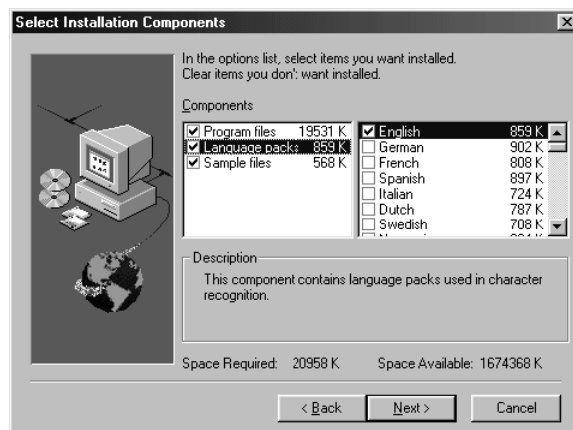 Select Installation Components
In the options list, select items you want installed.
Clear items you don't want installed.
Components
Program files 19531 K
Language packs 859 K
Sample files 568 K
English 859 K
German 902 K
French 808 K
Spanish 897 K
Italian 724 K
Dutch 787 K
Swedish 708 K
Description
This component contains language packs used in character
recognition.
Space Required: 20958 K Space Available: 1674368 K
< Back Next > Cancel